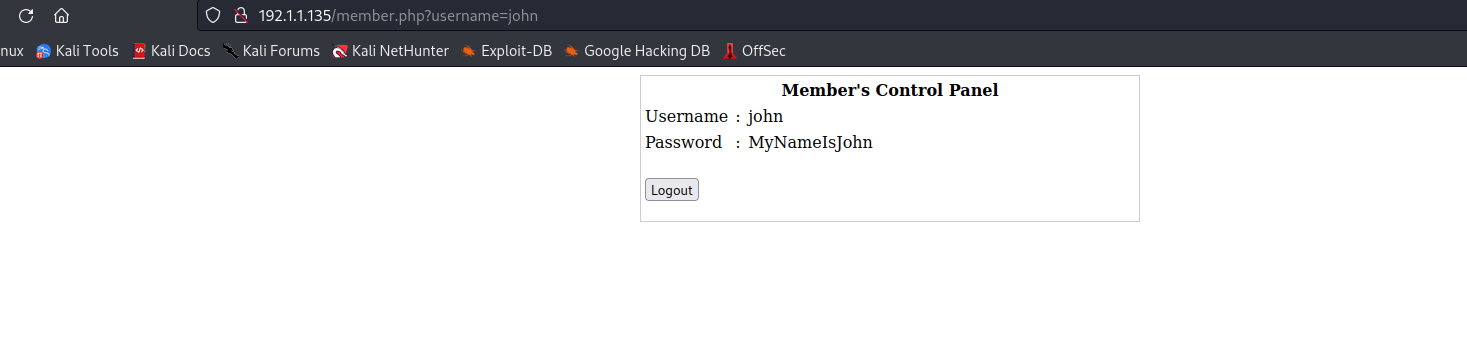 192.1.1.135/member.php?username=john
nux Kali Tools Kali Docs Kali Forums Kali NetHunter Exploit-DB Google Hacking DB OffSec
Member's Control Panel
Username : john
Password : MyNameIsJohn
Logout